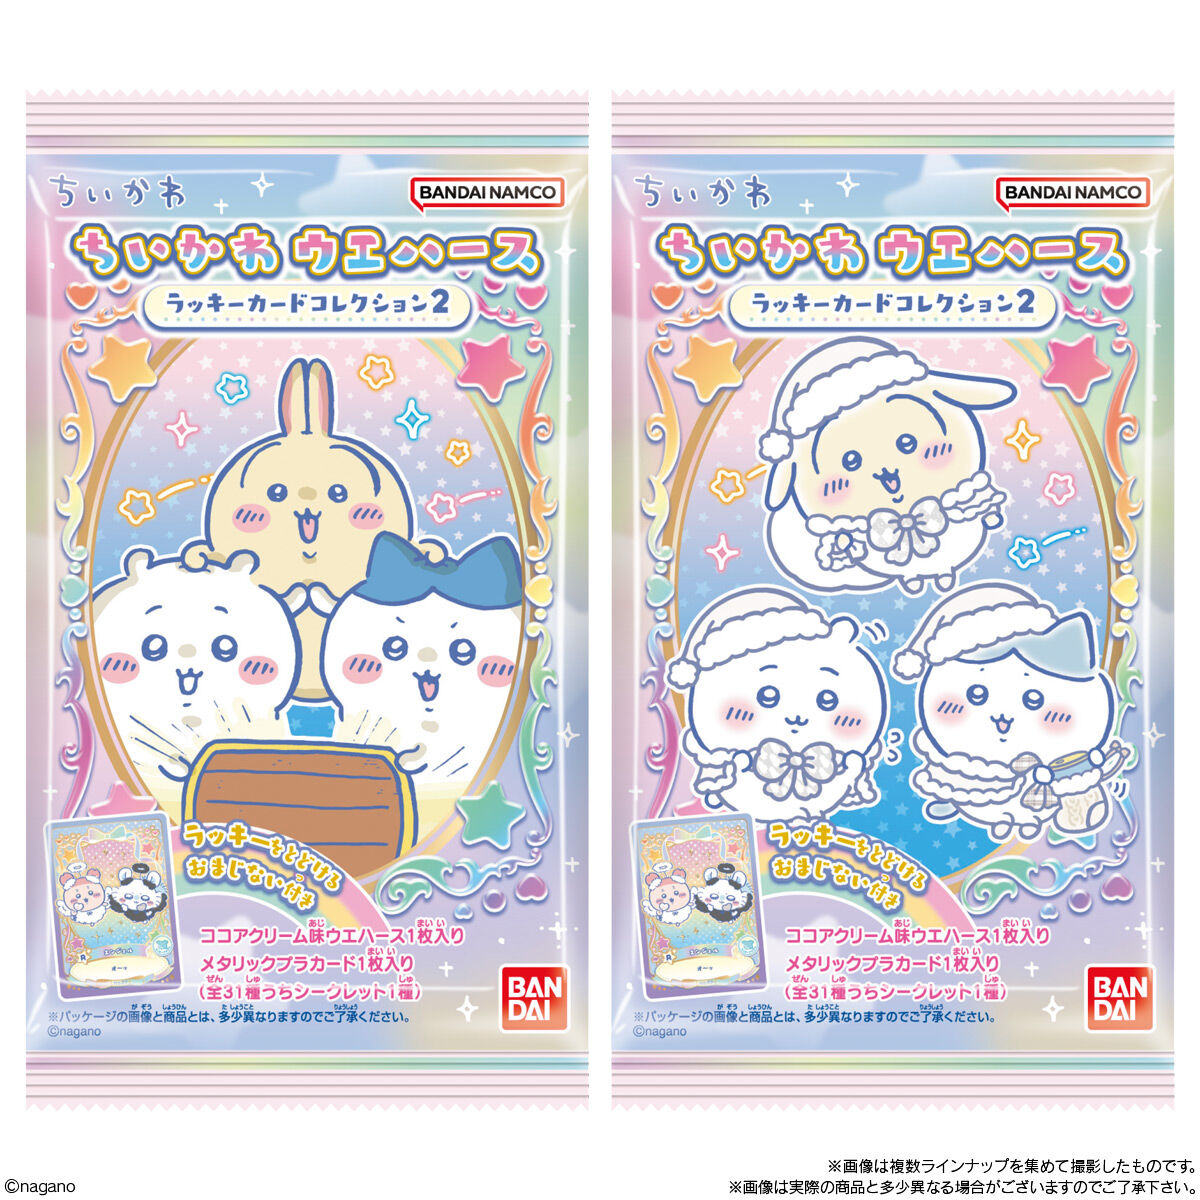 ちいかわ
BANDAI NAMCO
ちいかわ ウエハース
ラッキーカードコレクション2
ラッキーをとどける
おまじない付き
ココアクリーム味ウエハース1枚入り
メタリックプラカード1枚入り
(全31種うちシークレット1種)
※パッケージの画像と商品とは、多少異なりますのでご了承ください。
©nagano
BAN
DAI
ちいかわ
BANDAI NAMCO
ちいかわ ウエハース
ラッキーカードコレクション2
ラッキーをとどける
おまじない付き
ココアクリーム味ウエハース1枚入り
メタリックプラカード1枚入り
(全31種うちシークレット1種)
※パッケージの画像と商品とは、多少異なりますのでご了承ください。
©nagano
BAN
DAI
※画像は複数ラインナップを集めて撮影したものです。
※画像は実際の商品と多少異なる場合がございますのでご了承ください。
©nagano